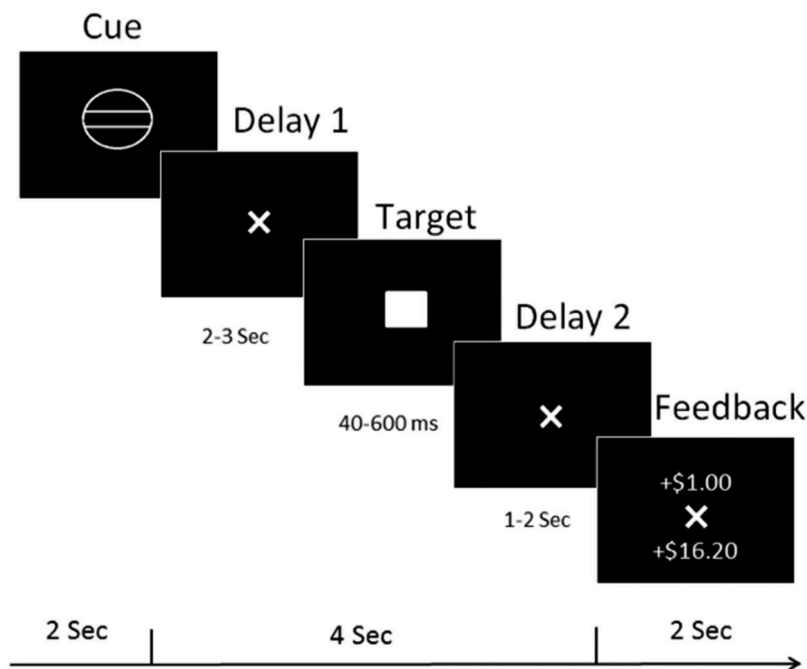 Cue
Delay 1
Target
2-3 Sec
Delay 2
40-600 ms
Feedback
+$1.00
1-2 Sec
+$16.20
2 Sec
4 Sec
2 Sec